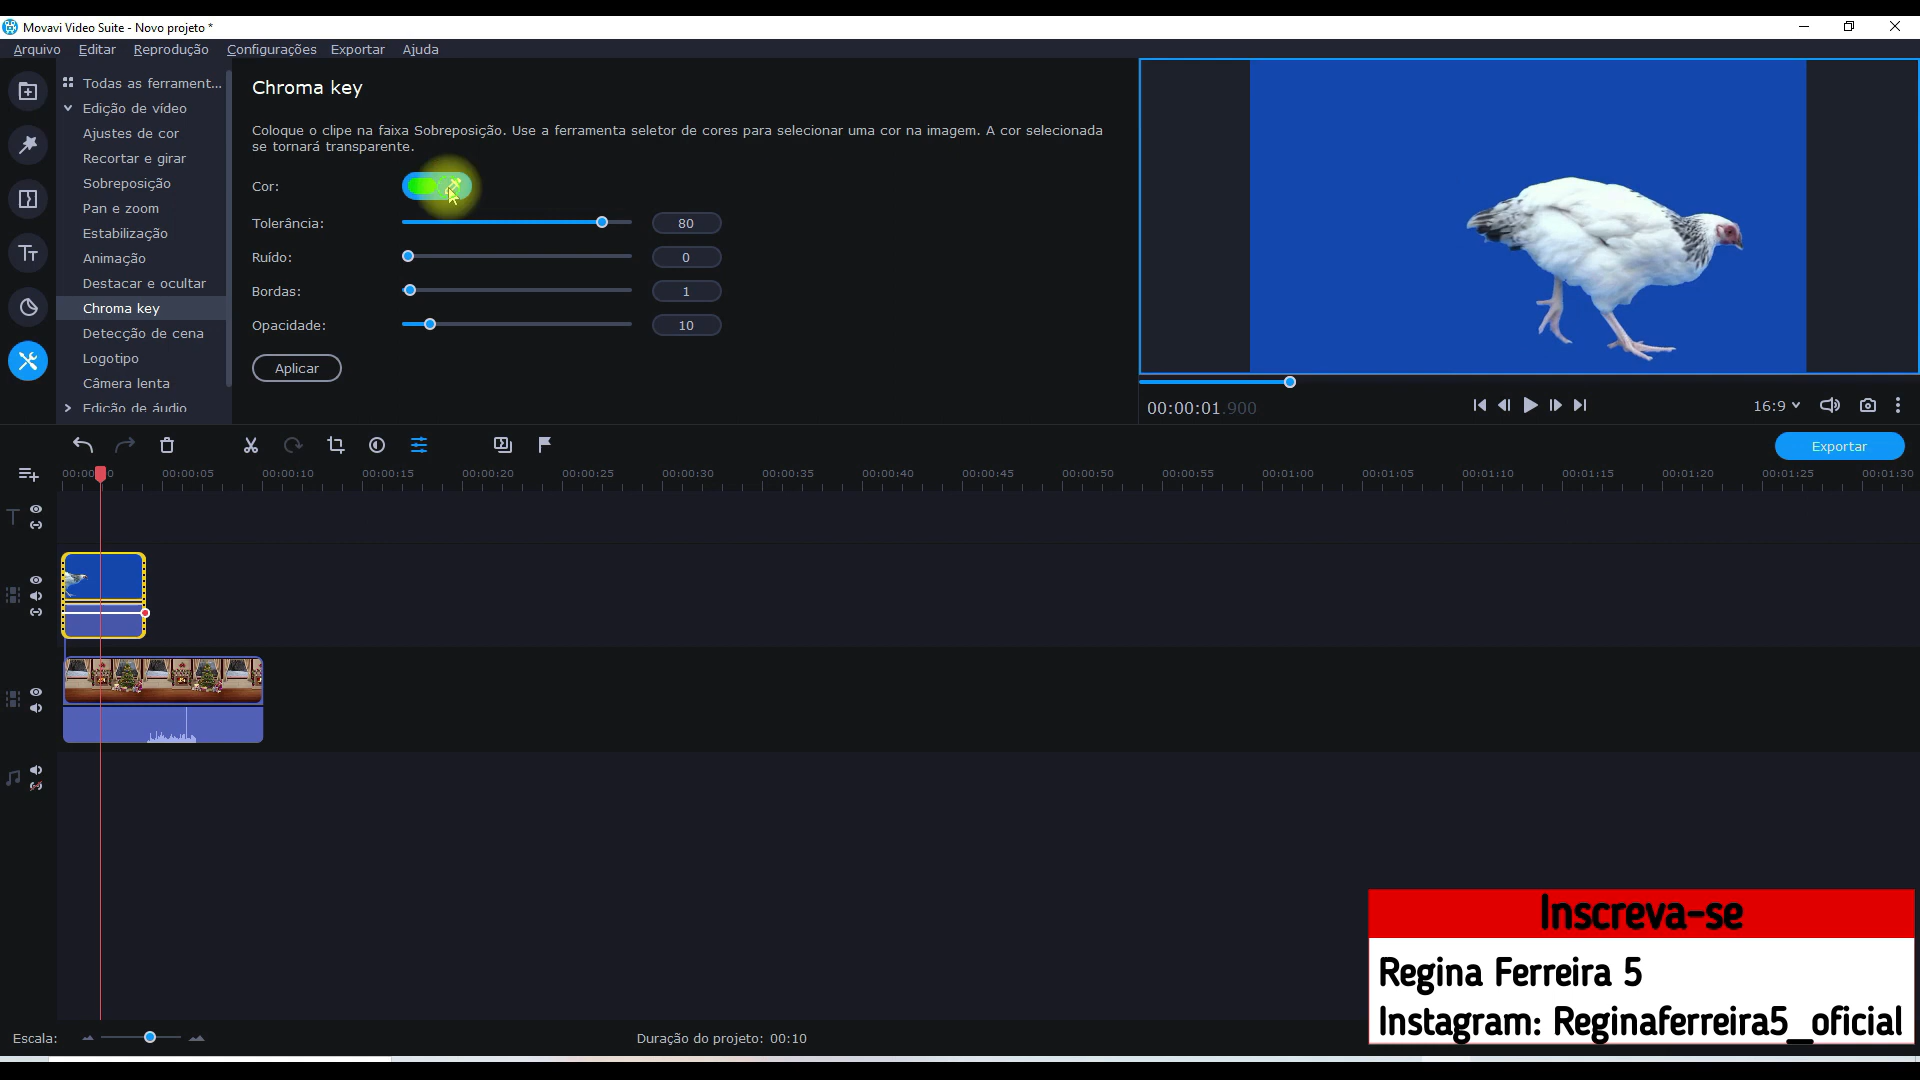 Movavi Video Suite - Novo projeto *
Arquivo Editar Reprodução Configurações Exportar Ajuda
Todas as ferrament...
Edição de vídeo
Ajustes de cor
Recortar e girar
Sobreposição
Pan e zoom
Estabilização
Animação
Destacar e ocultar
Chroma key
Detecção de cena
Logotipo
Câmera lenta
Edição de áudio
Chroma key
Coloque o clipe na faixa Sobreposição. Use a ferramenta seletor de cores para selecionar uma cor na imagem. A cor selecionada
se tornará transparente.
Cor:
Tolerância: 80
Ruído: 0
Bordas: 1
Opacidade: 10
Aplicar
00:00:01.900
16:9
Exportar
00:00:05 00:00:10 00:00:15 00:00:20 00:00:25 00:00:30 00:00:35 00:00:40 00:00:45 00:00:50 00:00:55 00:01:00 00:01:05 00:01:10 00:01:15 00:01:20 00:01:25 00:01:30
Inscreva-se
Regina Ferreira 5
Instagram: Reginaferreira5_oficial
Escala:
Duração do projeto: 00:10